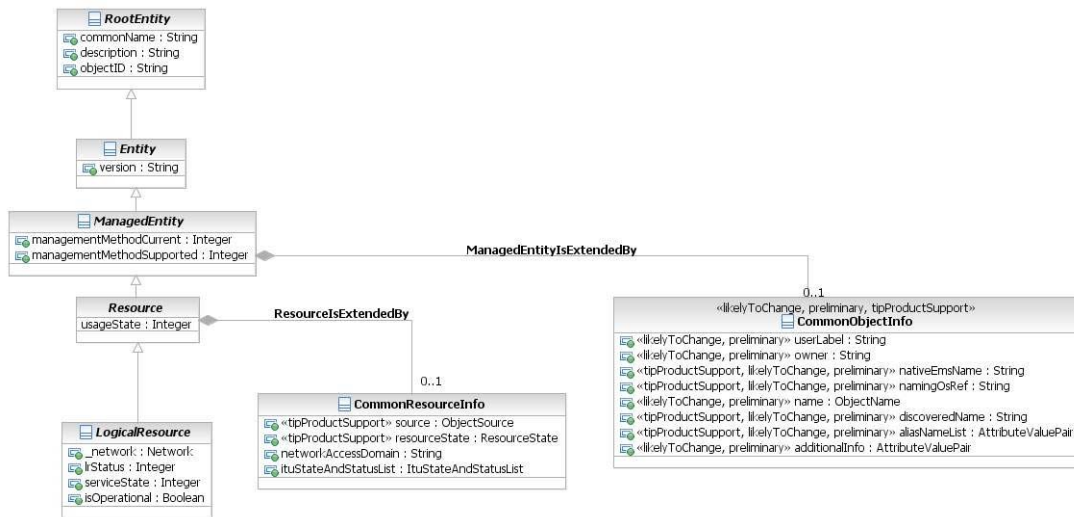 RootEntity
commonName : String
description : String
objectID : String
Entity
version : String
ManagedEntity
managementMethodCurrent : Integer
managementMethodSupported : Integer
ManagedEntityIsExtendedBy
0..1
Resource
usageState : Integer
ResourceIsExtendedBy
0..1
«likelyToChange, preliminary, tipProductSupport»
CommonObjectInfo
«likelyToChange, preliminary» userLabel : String
«likelyToChange, preliminary» owner : String
«tipProductSupport, likelyToChange, preliminary» nativeEmsName : String
«tipProductSupport, likelyToChange, preliminary» namingOsRef : String
«likelyToChange, preliminary» name : ObjectName
«tipProductSupport, likelyToChange, preliminary» discoveredName : String
«tipProductSupport, likelyToChange, preliminary» aliasNameList : AttributeValuePair
«likelyToChange, preliminary» additionalInfo : AttributeValuePair
CommonResourceInfo
«tipProductSupport» source : ObjectSource
«tipProductSupport» resourceState : ResourceState
networkAccessDomain : String
ituStateAndStatusList : ItuStateAndStatusList
LogicalResource
_network : Network
lrStatus : Integer
serviceState : Integer
isOperational : Boolean